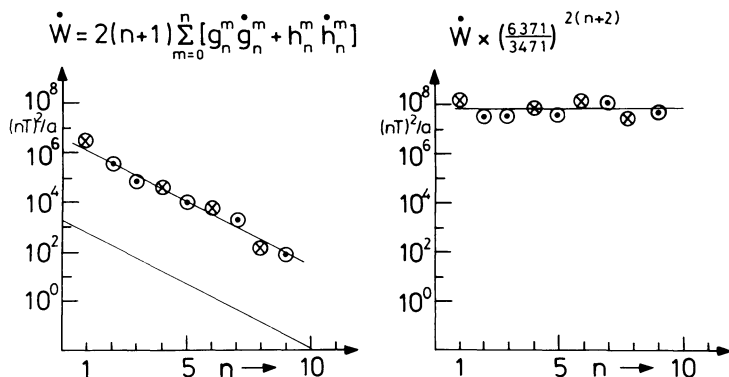 Ẇ = 2(n+1) ∑_{m=0}^{n} [g_n^m ġ_n^m + h_n^m ḣ_n^m]
10^8
(nT)^2/a
10^6
10^4
10^2
10^0
1 5 n → 10
Ẇ × (6371/3471)^{2(n+2)}
10^8
(nT)^2/a
10^6
10^4
10^2
10^0
1 5 n → 10